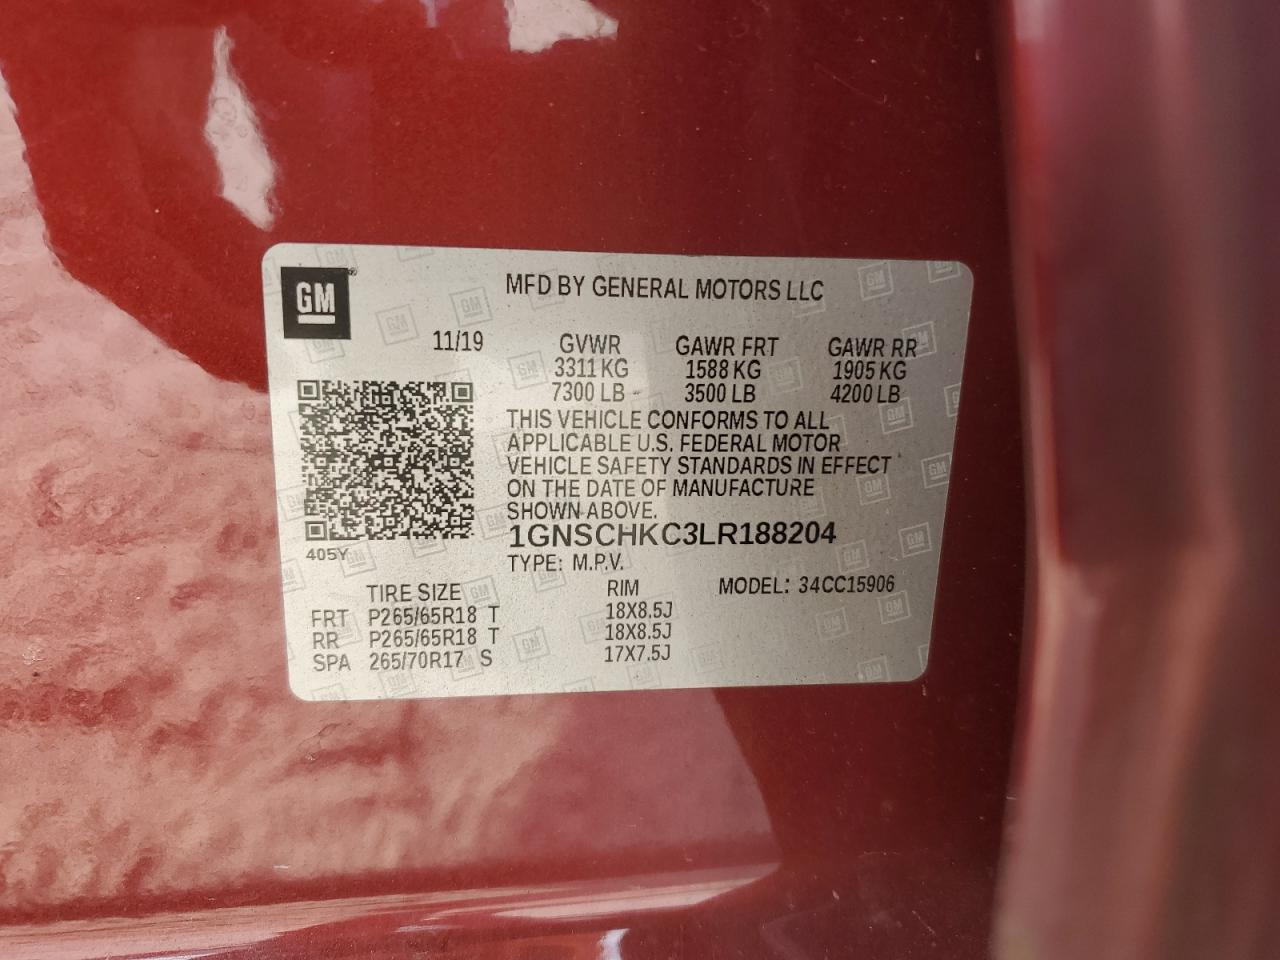 GM
MFD BY GENERAL MOTORS LLC
11/19 GVWR GAWR FRT GAWR RR
3311 KG 1588 KG 1905 KG
7300 LB 3500 LB 4200 LB
THIS VEHICLE CONFORMS TO ALL
APPLICABLE U.S. FEDERAL MOTOR
VEHICLE SAFETY STANDARDS IN EFFECT
ON THE DATE OF MANUFACTURE
SHOWN ABOVE.
1GNSCHKC3LR188204
405Y
TYPE: M.P.V.
TIRE SIZE RIM MODEL: 34CC15906
FRT P265/65R18 T 18X8.5J
RR P265/65R18 T 18X8.5J
SPA 265/70R17 S 17X7.5J